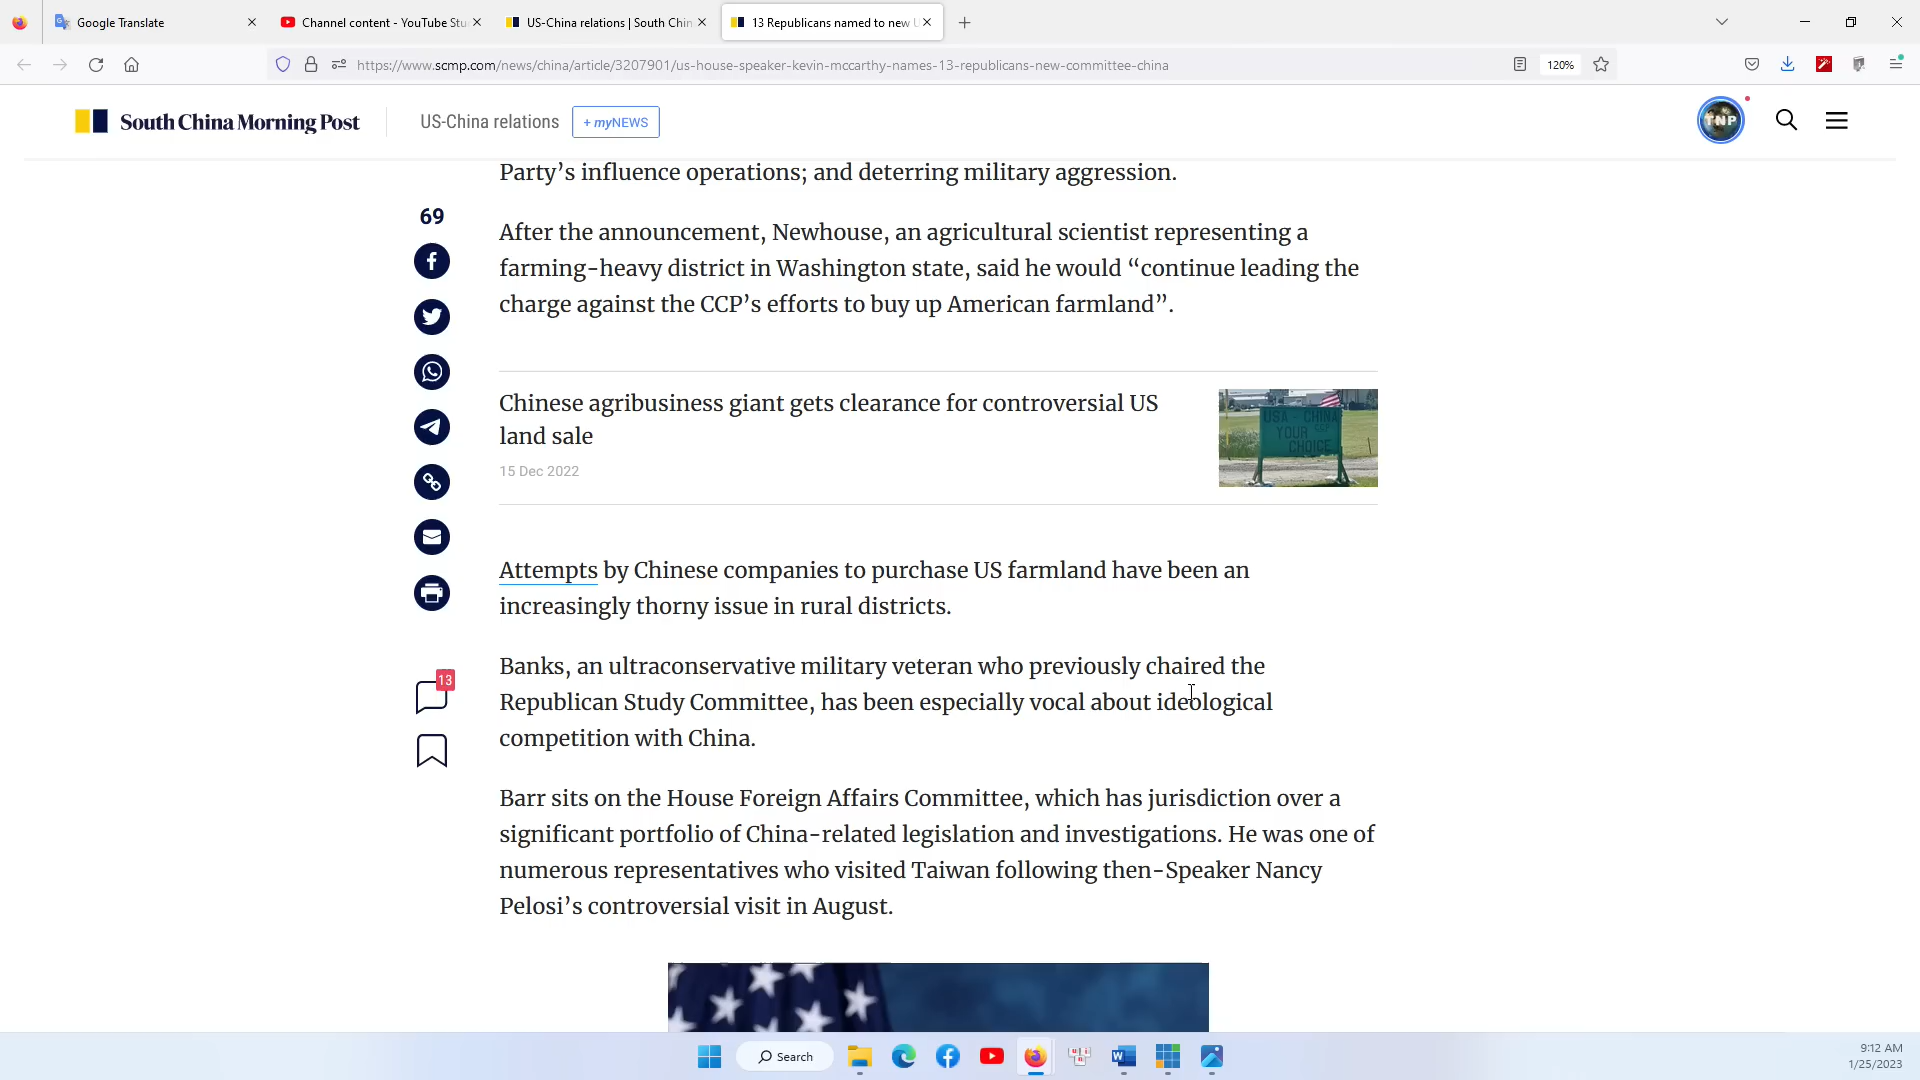 Google Translate
Channel content - YouTube Stu
US-China relations | South Chin
13 Republicans named to new U
https://www.scmp.com/news/china/article/3207901/us-house-speaker-kevin-mccarthy-names-13-republicans-new-committee-china
120%
South China Morning Post
US-China relations
+ myNEWS
TNP
Party’s influence operations; and deterring military aggression.
69
After the announcement, Newhouse, an agricultural scientist representing a
farming-heavy district in Washington state, said he would “continue leading the
charge against the CCP’s efforts to buy up American farmland”.
Chinese agribusiness giant gets clearance for controversial US
land sale
15 Dec 2022
USA - CHINA
CCP
YOUR
CHOICE
Attempts by Chinese companies to purchase US farmland have been an
increasingly thorny issue in rural districts.
13
Banks, an ultraconservative military veteran who previously chaired the
Republican Study Committee, has been especially vocal about ideological
competition with China.
Barr sits on the House Foreign Affairs Committee, which has jurisdiction over a
significant portfolio of China-related legislation and investigations. He was one of
numerous representatives who visited Taiwan following then-Speaker Nancy
Pelosi’s controversial visit in August.
Search
9:12 AM
1/25/2023